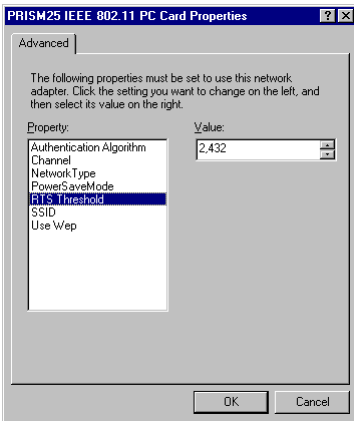 PRISM25 IEEE 802.11 PC Card Properties
Advanced
The following properties must be set to use this network
adapter. Click the setting you want to change on the left, and
then select its value on the right.
Property:
Value:
Authentication Algorithm
2,432
Channel
NetworkType
PowerSaveMode
RTS Threshold
SSID
Use Wep
OK
Cancel